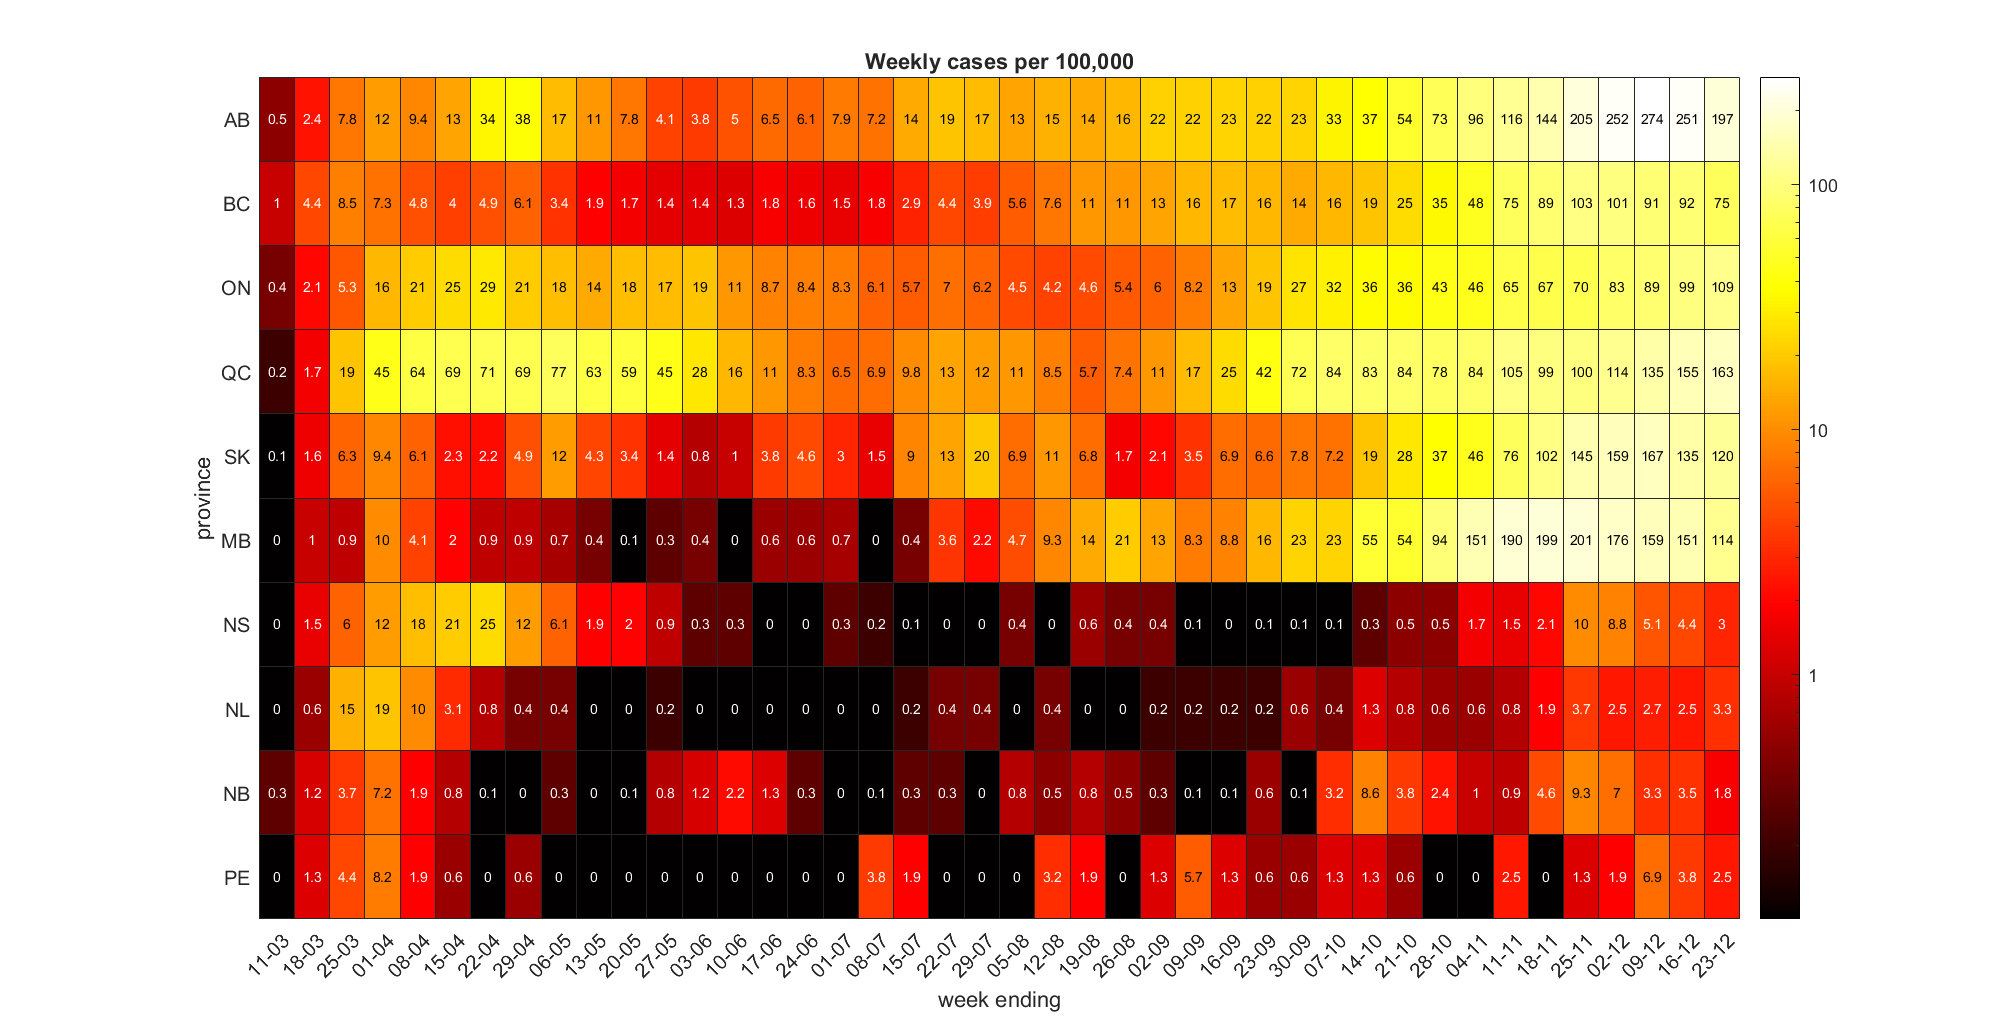 Weekly cases per 100,000
AB 0.5 2.4 7.8 12 9.4 13 34 38 17 11 7.8 4.1 3.8 5 6.5 6.1 7.9 7.2 14 19 17 13 15 14 16 22 22 23 22 23 33 37 54 73 96 116 144 205 252 274 251 197
BC 1 4.4 8.5 7.3 4.8 4 4.9 6.1 3.4 1.9 1.7 1.4 1.4 1.3 1.8 1.6 1.5 1.8 2.9 4.4 3.9 5.6 7.6 11 11 13 16 17 16 14 16 19 25 35 48 75 89 103 101 91 92 75
100
ON 0.4 2.1 5.3 16 21 25 29 21 18 14 18 17 19 11 8.7 8.4 8.3 6.1 5.7 7 6.2 4.5 4.2 4.6 5.4 6 8.2 13 19 27 32 36 36 43 46 65 67 70 83 89 99 109
QC 0.2 1.7 19 45 64 69 71 69 77 63 59 45 28 16 11 8.3 6.5 6.9 9.8 13 12 11 8.5 5.7 7.4 11 17 25 42 72 84 83 84 78 84 105 99 100 114 135 155 163
10
SK 0.1 1.6 6.3 9.4 6.1 2.3 2.2 4.9 12 4.3 3.4 1.4 0.8 1 3.8 4.6 3 1.5 9 13 20 6.9 11 6.8 1.7 2.1 3.5 6.9 6.6 7.8 7.2 19 28 37 46 76 102 145 159 167 135 120
province
MB 0 1 0.9 10 4.1 2 0.9 0.9 0.7 0.4 0.1 0.3 0.4 0 0.6 0.6 0.7 0 0.4 3.6 2.2 4.7 9.3 14 21 13 8.3 8.8 16 23 23 55 54 94 151 190 199 201 176 159 151 114
NS 0 1.5 6 12 18 21 25 12 6.1 1.9 2 0.9 0.3 0.3 0 0 0.3 0.2 0.1 0 0 0.4 0 0.6 0.4 0.4 0.1 0 0.1 0.1 0.1 0.3 0.5 0.5 1.7 1.5 2.1 10 8.8 5.1 4.4 3
1
NL 0 0.6 15 19 10 3.1 0.8 0.4 0.4 0 0 0.2 0 0 0 0 0 0 0.2 0.4 0.4 0 0.4 0 0 0.2 0.2 0.2 0.2 0.6 0.4 1.3 0.8 0.6 0.6 0.8 1.9 3.7 2.5 2.7 2.5 3.3
NB 0.3 1.2 3.7 7.2 1.9 0.8 0.1 0 0.3 0 0.1 0.8 1.2 2.2 1.3 0.3 0 0.1 0.3 0.3 0 0.8 0.5 0.8 0.5 0.3 0.1 0.1 0.6 0.1 3.2 8.6 3.8 2.4 1 0.9 4.6 9.3 7 3.3 3.5 1.8
PE 0 1.3 4.4 8.2 1.9 0.6 0 0.6 0 0 0 0 0 0 0 0 0 3.8 1.9 0 0 0 3.2 1.9 0 1.3 5.7 1.3 0.6 0.6 1.3 1.3 0.6 0 0 2.5 0 1.3 1.9 6.9 3.8 2.5
11-03 18-03 25-03 01-04 08-04 15-04 22-04 29-04 06-05 13-05 20-05 27-05 03-06 10-06 17-06 24-06 01-07 08-07 15-07 22-07 29-07 05-08 12-08 19-08 26-08 02-09 09-09 16-09 23-09 30-09 07-10 14-10 21-10 28-10 04-11 11-11 18-11 25-11 02-12 09-12 16-12 23-12
week ending